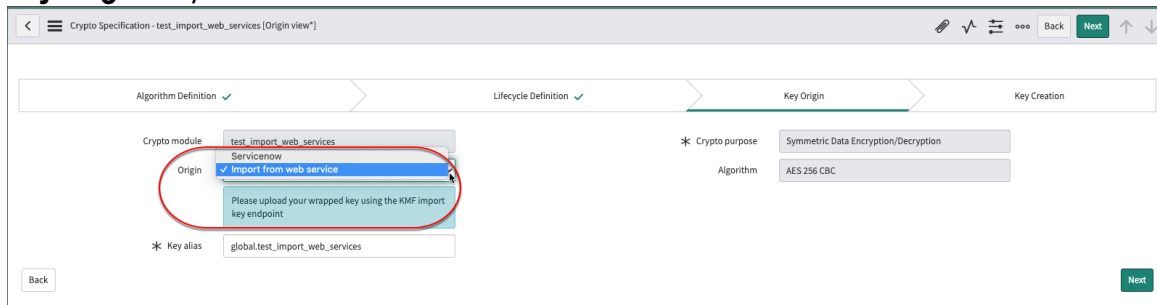 Crypto Specification - test_import_web_services [Origin view*]
Back
Next
Algorithm Definition
Lifecycle Definition
Key Origin
Key Creation
Crypto module
test_import_web_services
Crypto purpose
Symmetric Data Encryption/Decryption
Origin
Servicenow
Import from web service
Algorithm
AES 256 CBC
Please upload your wrapped key using the KMF import
key endpoint
Key alias
global.test_import_web_services
Back
Next